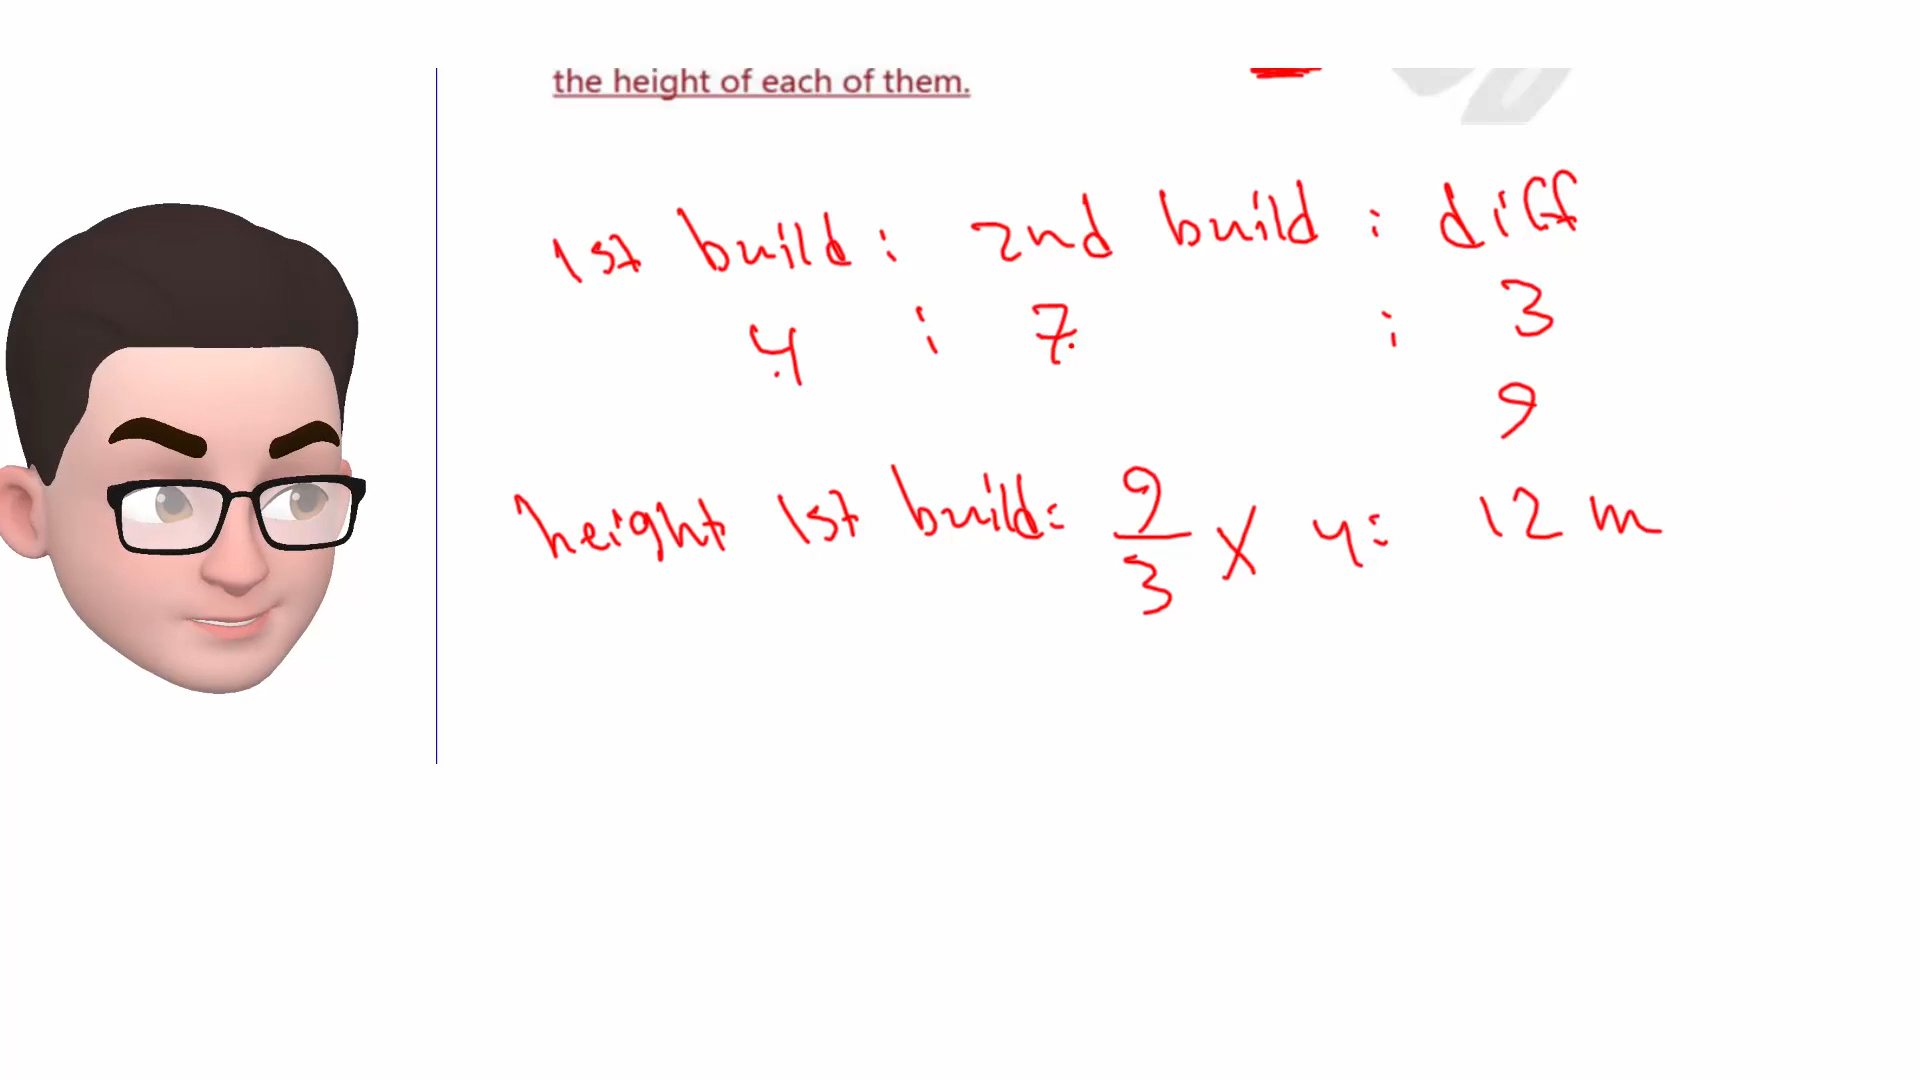 the height of each of them.
1st build : 2nd build : diff
4 : 7 : 3
9
height 1st build = 9/3 X 4 = 12 m